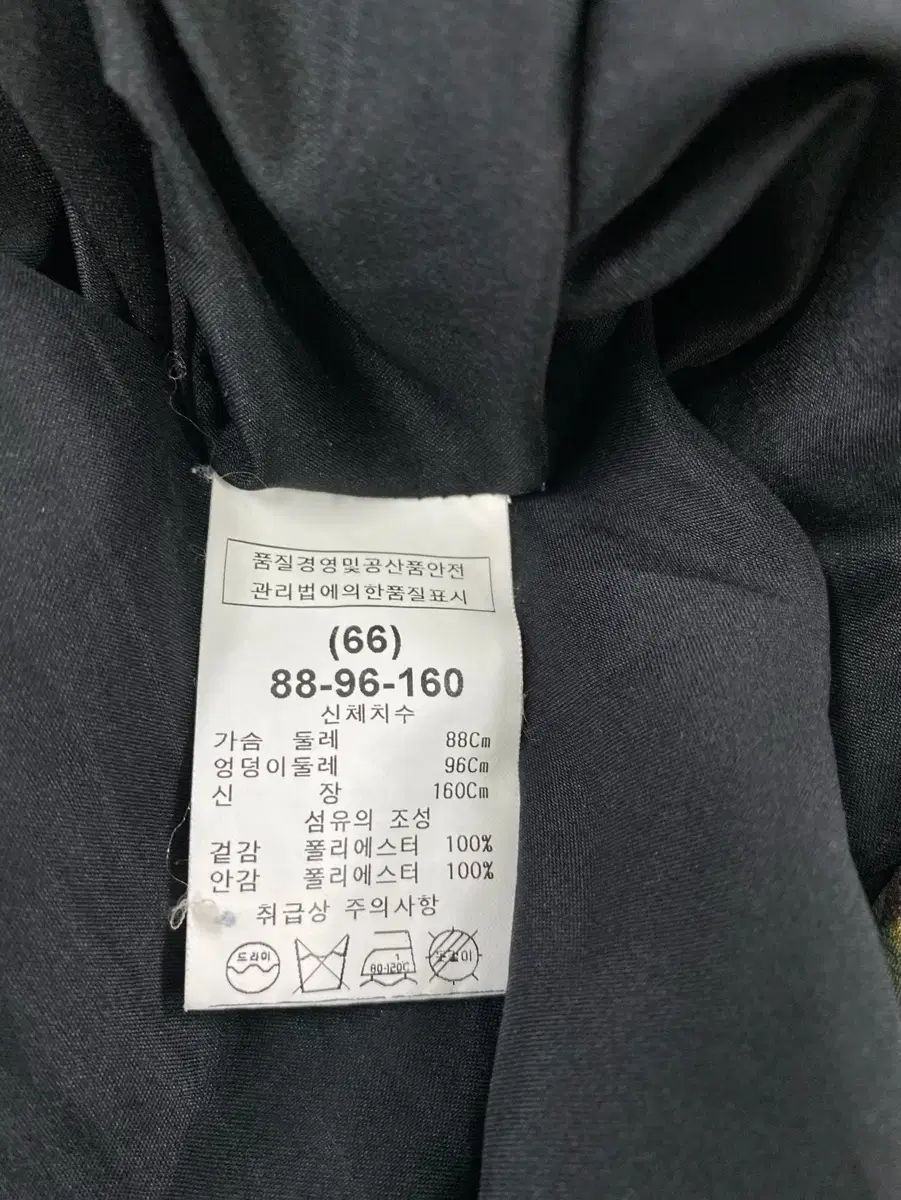 품질경영및공산품안전
관리법에의한품질표시
(66)
88-96-160
신체치수
가슴 둘레 88Cm
엉덩이둘레 96Cm
신 장 160Cm
섬유의 조성
겉감 폴리에스터 100%
안감 폴리에스터 100%
취급상 주의사항
드라이 80-120℃